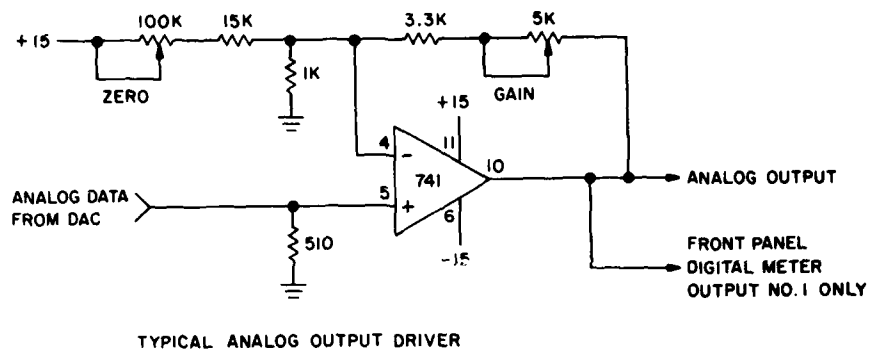 100K
15K
3.3K
5K
+15
1K
ZERO
GAIN
+15
4
-
11
741
10
5
+
6
-15
ANALOG DATA
FROM DAC
510
ANALOG OUTPUT
FRONT PANEL
DIGITAL METER
OUTPUT NO. 1 ONLY
TYPICAL ANALOG OUTPUT DRIVER